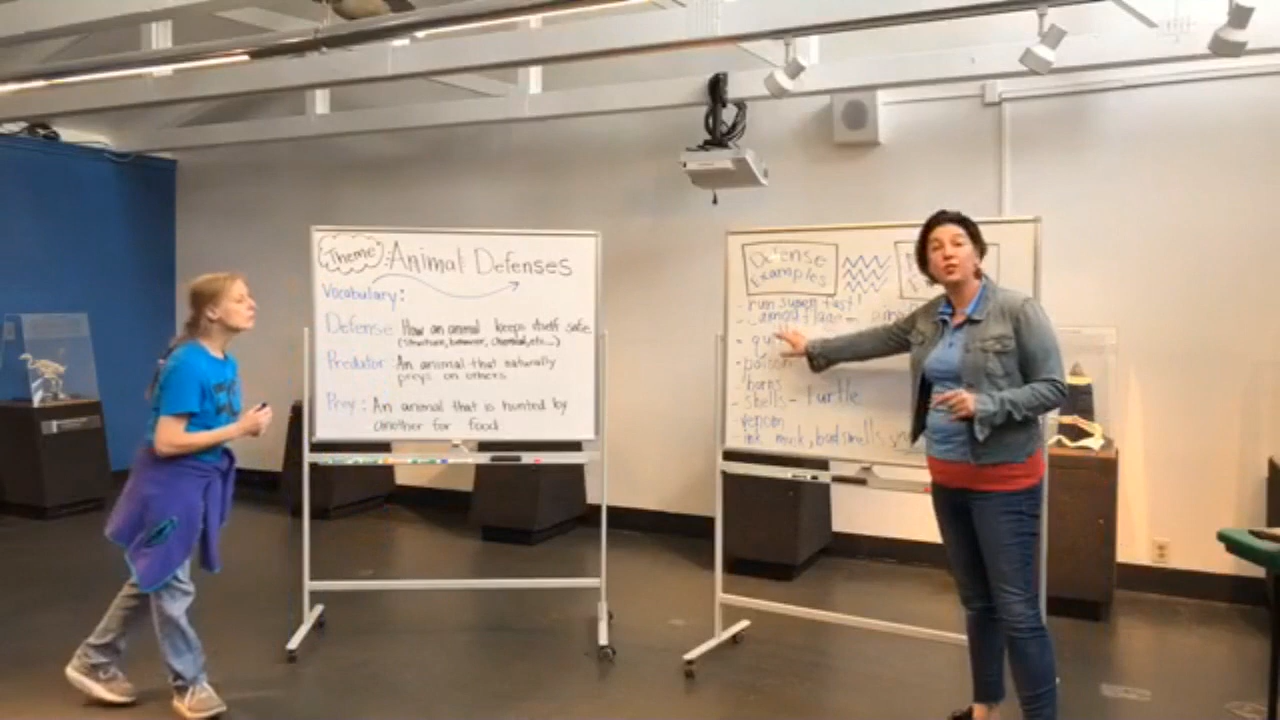 Theme : Animal Defenses
Vocabulary:
Defense: How an animal keeps itself safe
(structure, behavior, chemical, etc...)
Predator: An animal that naturally
preys on others
Prey: An animal that is hunted by
another for food
Defense
Examples
- run super fast!
- camouflage -
- poison
- horns
- shells - turtle
- venom
- ink, musk, bad smells,